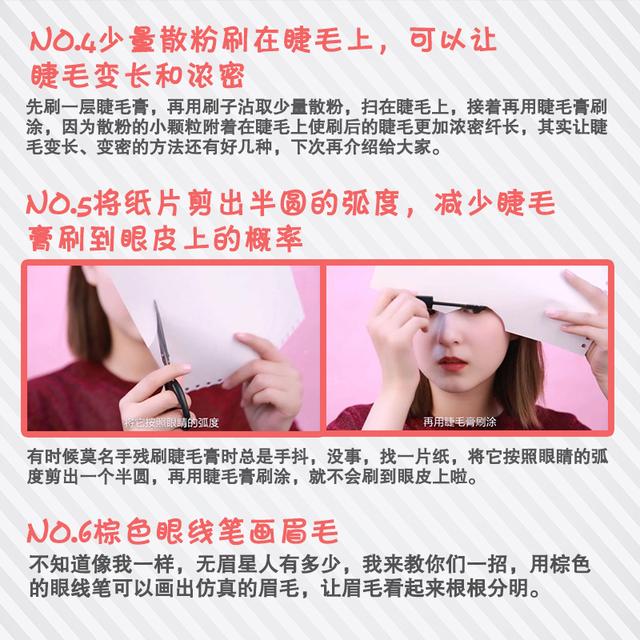 NO.4少量散粉刷在睫毛上，可以让
睫毛变长和浓密
先刷一层睫毛膏，再用刷子沾取少量散粉，扫在睫毛上，接着再用睫毛膏刷
涂，因为散粉的小颗粒附着在睫毛上使刷后的睫毛更加浓密纤长，其实让睫
毛变长、变密的方法还有好几种，下次再介绍给大家。
NO.5将纸片剪出半圆的弧度，减少睫毛
膏刷到眼皮上的概率
将它按照眼睛的弧度
再用睫毛膏刷涂
有时候莫名手残刷睫毛膏时总是手抖，没事，找一片纸，将它按照眼睛的弧
度剪出一个半圆，再用睫毛膏刷涂，就不会刷到眼皮上啦。
NO.6棕色眼线笔画眉毛
不知道像我一样，无眉星人有多少，我来教你们一招，用棕色
的眼线笔可以画出仿真的眉毛，让眉毛看起来根根分明。